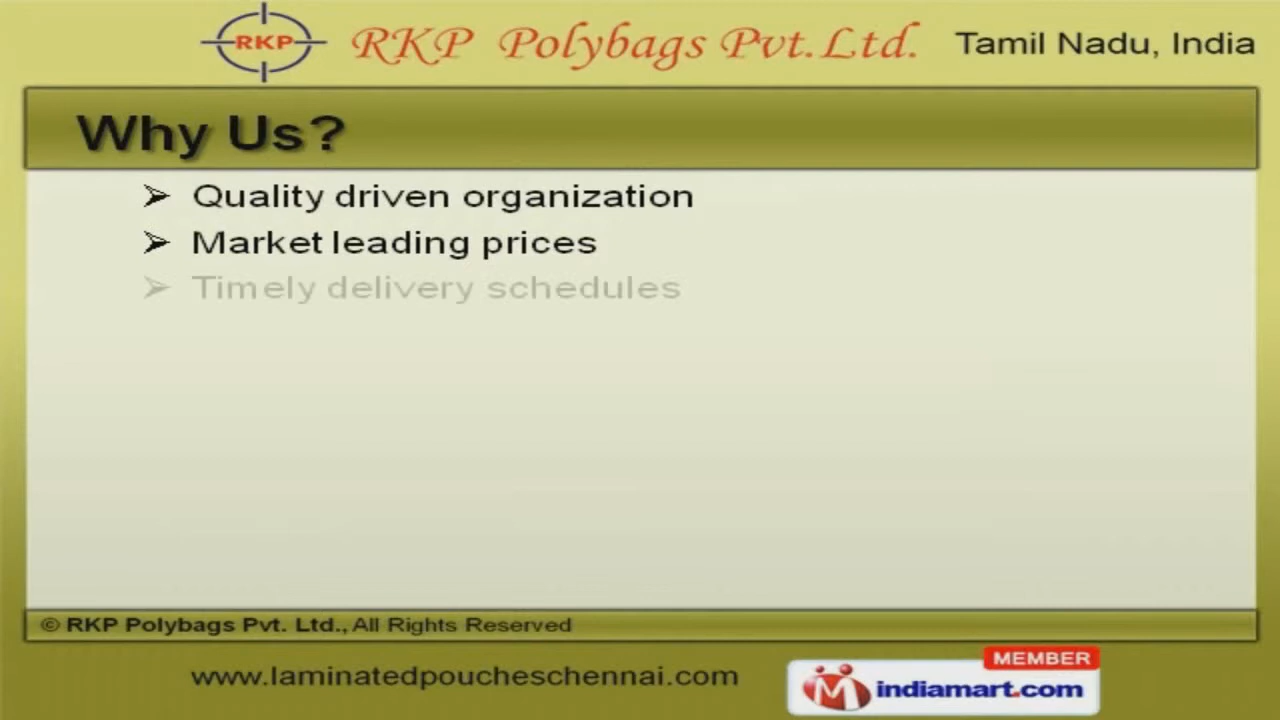 RKP
RKP Polybags Pvt.Ltd.
Tamil Nadu, India
Why Us?
➢ Quality driven organization
➢ Market leading prices
➢ Timely delivery schedules
© RKP Polybags Pvt. Ltd., All Rights Reserved
www.laminatedpoucheschennai.com
MEMBER
indiamart.com